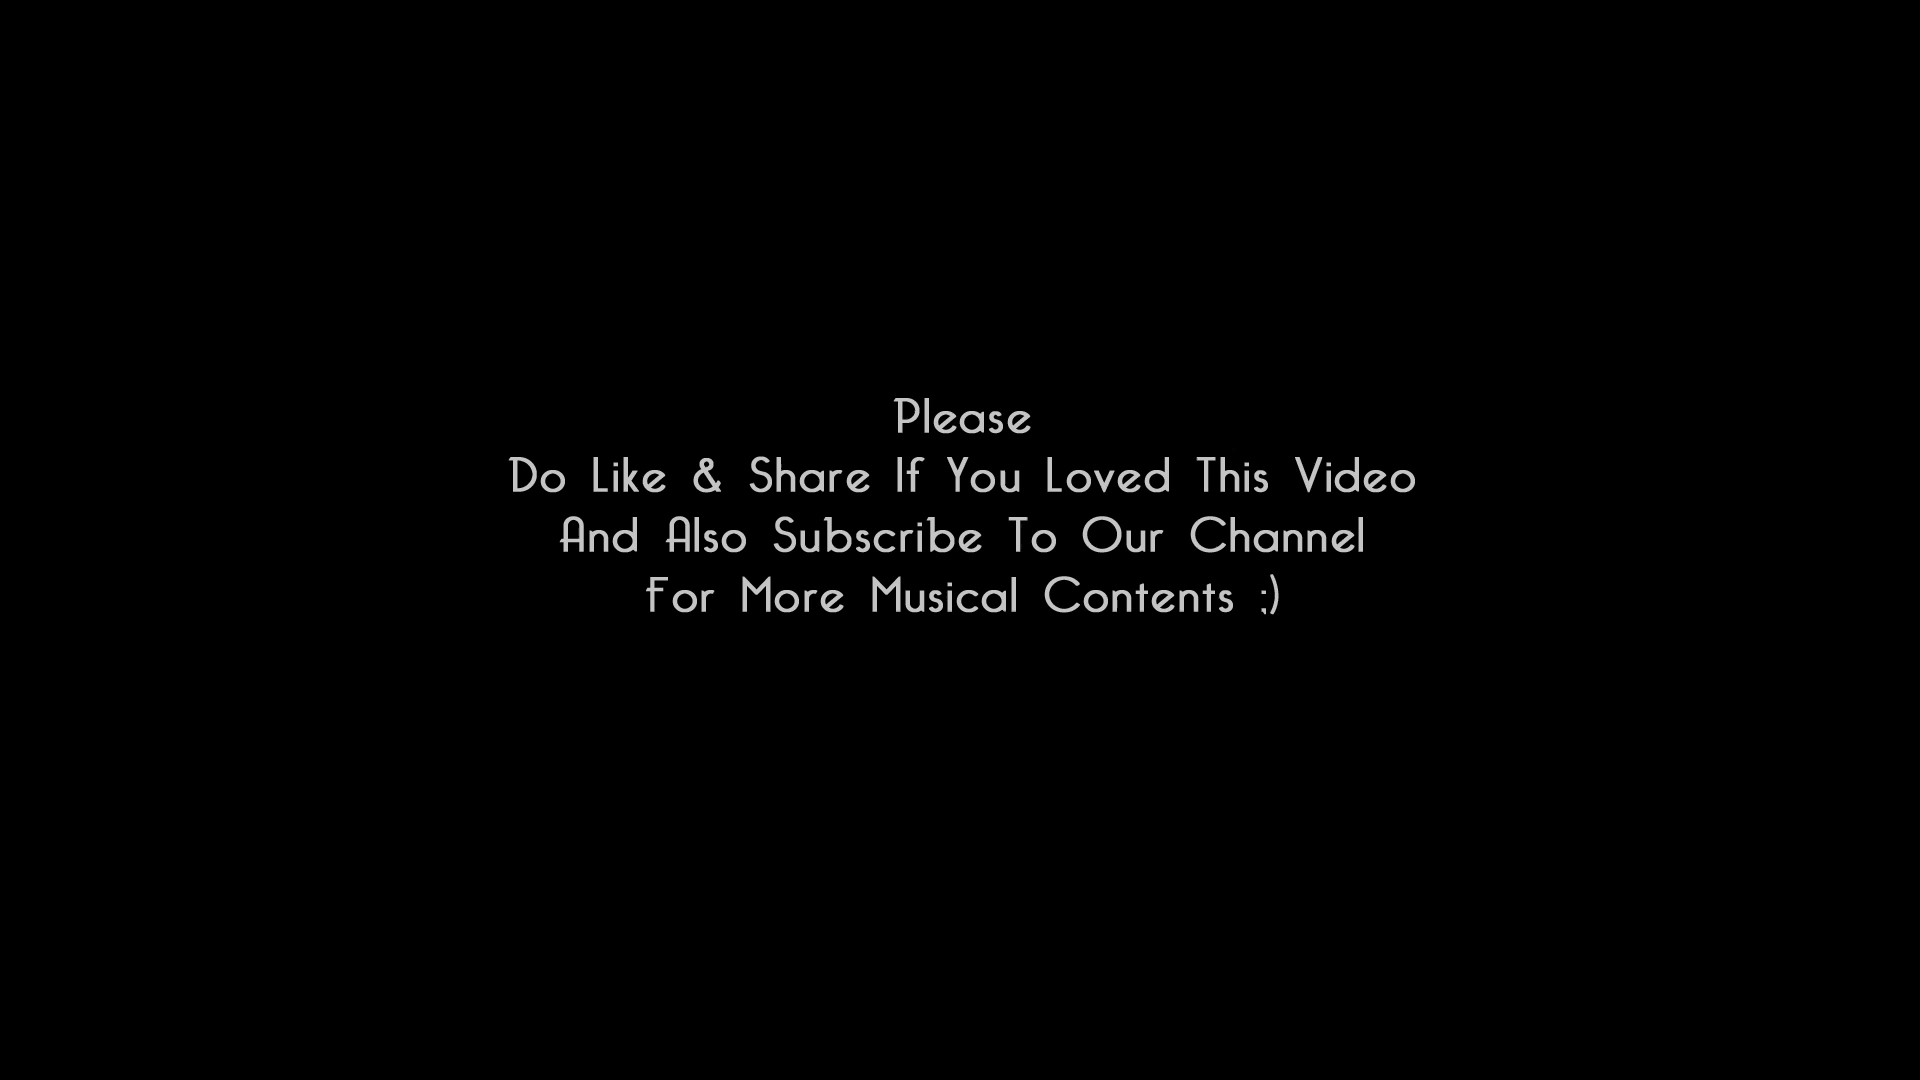 Please
Do Like & Share If You Loved This Video
And Also Subscribe To Our Channel
For More Musical Contents ;)